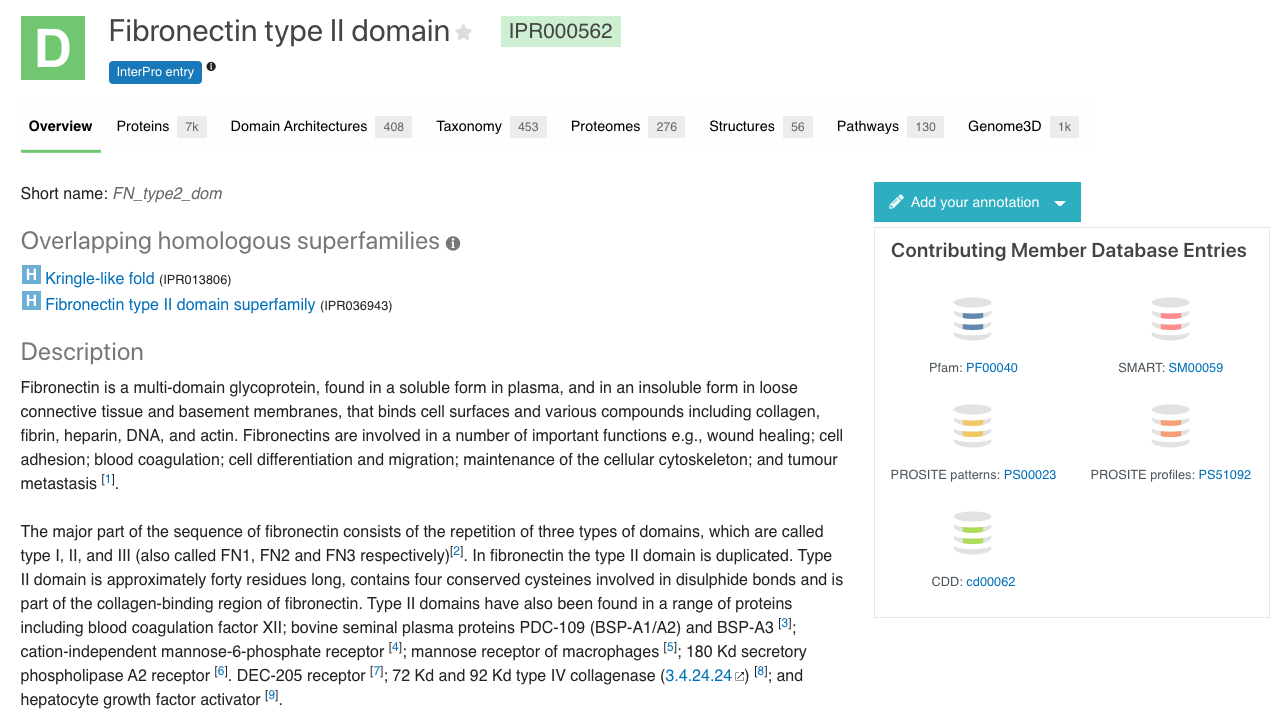 D
Fibronectin type II domain
IPR000562
InterPro entry
Overview Proteins 7k Domain Architectures 408 Taxonomy 453 Proteomes 276 Structures 56 Pathways 130 Genome3D 1k
Short name: FN_type2_dom
Overlapping homologous superfamilies
H Kringle-like fold (IPR013806)
H Fibronectin type II domain superfamily (IPR036943)
Description
Fibronectin is a multi-domain glycoprotein, found in a soluble form in plasma, and in an insoluble form in loose
connective tissue and basement membranes, that binds cell surfaces and various compounds including collagen,
fibrin, heparin, DNA, and actin. Fibronectins are involved in a number of important functions e.g., wound healing; cell
adhesion; blood coagulation; cell differentiation and migration; maintenance of the cellular cytoskeleton; and tumour
metastasis [1].
The major part of the sequence of fibronectin consists of the repetition of three types of domains, which are called
type I, II, and III (also called FN1, FN2 and FN3 respectively)[2]. In fibronectin the type II domain is duplicated. Type
II domain is approximately forty residues long, contains four conserved cysteines involved in disulphide bonds and is
part of the collagen-binding region of fibronectin. Type II domains have also been found in a range of proteins
including blood coagulation factor XII; bovine seminal plasma proteins PDC-109 (BSP-A1/A2) and BSP-A3 [3];
cation-independent mannose-6-phosphate receptor [4]; mannose receptor of macrophages [5]; 180 Kd secretory
phospholipase A2 receptor [6]. DEC-205 receptor [7]; 72 Kd and 92 Kd type IV collagenase (3.4.24.24) [8]; and
hepatocyte growth factor activator [9].
Add your annotation
Contributing Member Database Entries
Pfam: PF00040
SMART: SM00059
PROSITE patterns: PS00023
PROSITE profiles: PS51092
CDD: cd00062